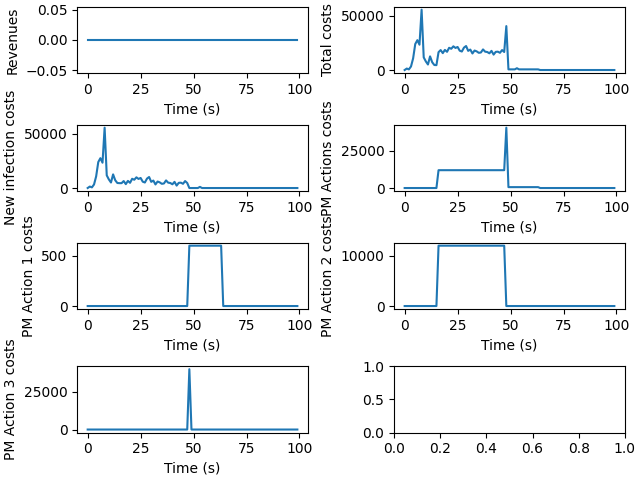 Revenues
0.05
0.00
−0.05
0 25 50 75 100
Time (s)
Total costs
50000
0
0 25 50 75 100
Time (s)
New infection costs
50000
0
0 25 50 75 100
Time (s)
PM Actions costs
25000
0
0 25 50 75 100
Time (s)
PM Action 1 costs
500
0
0 25 50 75 100
Time (s)
PM Action 2 costs
10000
0
0 25 50 75 100
Time (s)
PM Action 3 costs
25000
0
0 25 50 75 100
Time (s)
1.0
0.5
0.0
0.0 0.2 0.4 0.6 0.8 1.0